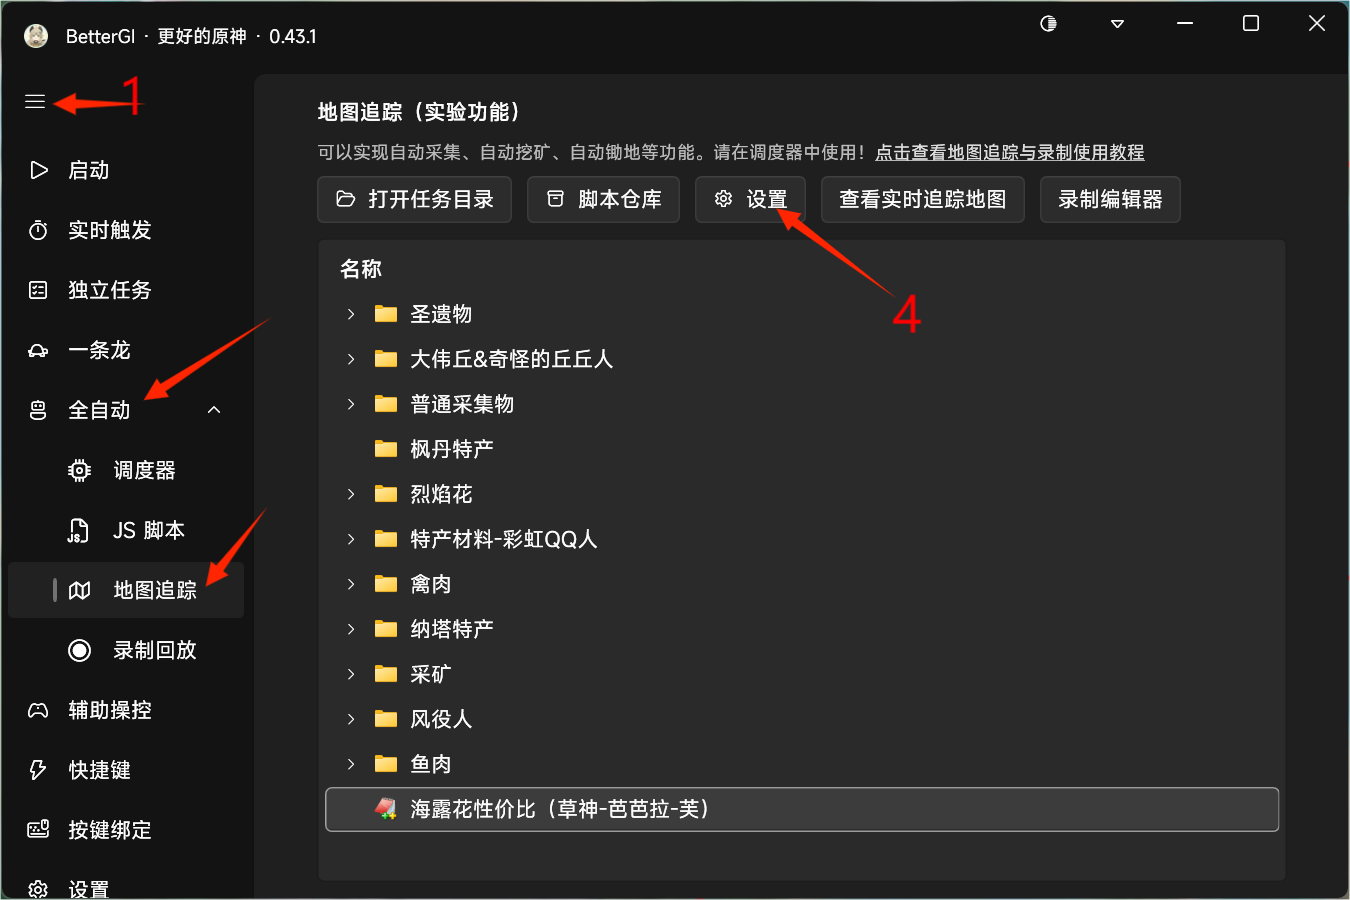 BetterGI · 更好的原神 · 0.43.1
1
启动
实时触发
独立任务
一条龙
全自动
调度器
JS 脚本
地图追踪
录制回放
辅助操控
快捷键
按键绑定
设置
地图追踪（实验功能）
可以实现自动采集、自动挖矿、自动锄地等功能。请在调度器中使用！点击查看地图追踪与录制使用教程
打开任务目录 脚本仓库 设置 查看实时追踪地图 录制编辑器
4
名称
圣遗物
大伟丘&奇怪的丘丘人
普通采集物
枫丹特产
烈焰花
特产材料-彩虹QQ人
禽肉
纳塔特产
采矿
风役人
鱼肉
海露花性价比（草神-芭芭拉-芙）